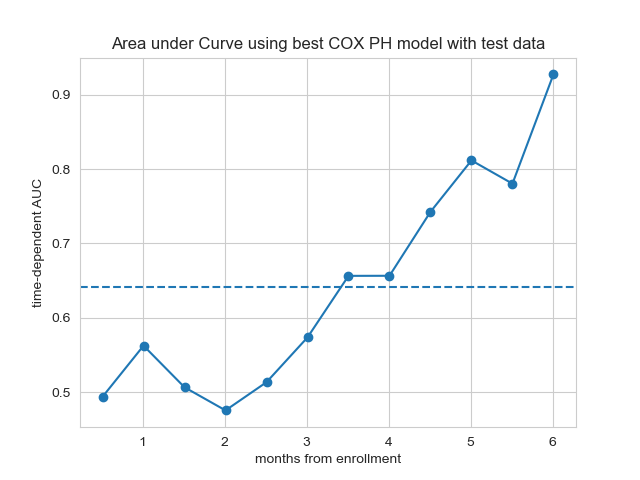 Area under Curve using best COX PH model with test data
time-dependent AUC
0.9
0.8
0.7
0.6
0.5
1 2 3 4 5 6
months from enrollment